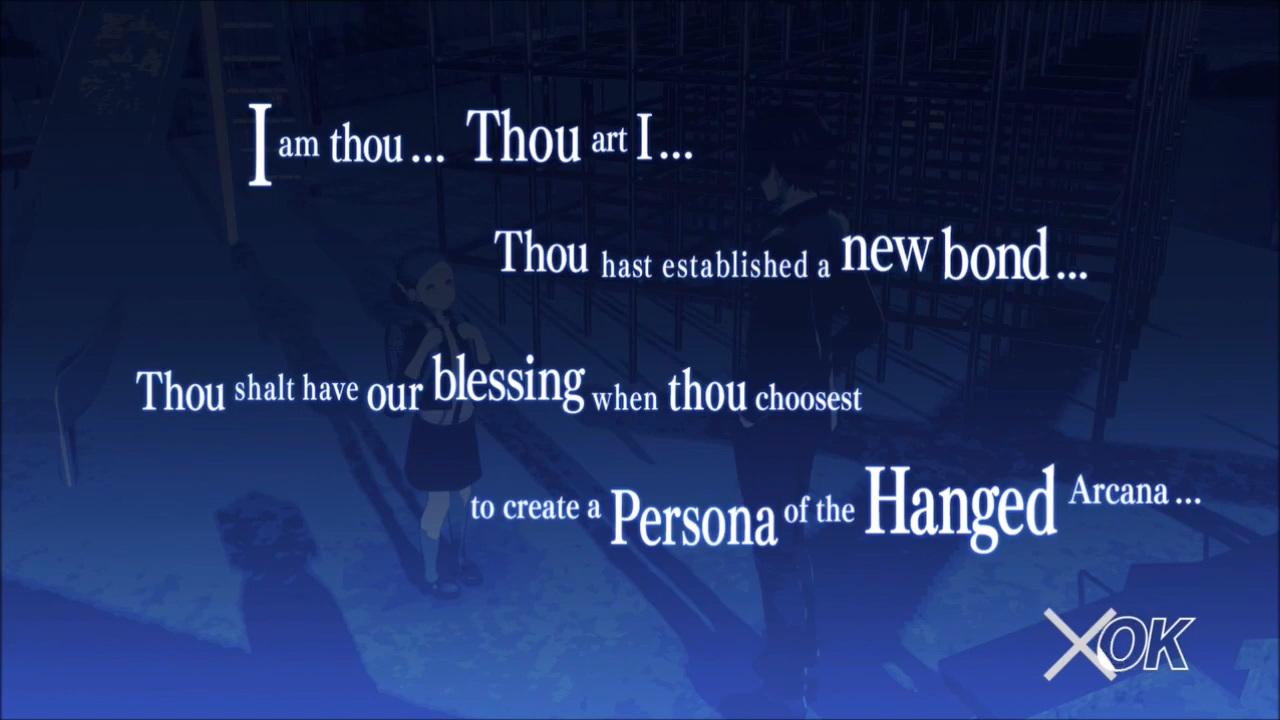 I am thou... Thou art I...
Thou hast established a new bond...
Thou shalt have our blessing when thou choosest
to create a Persona of the Hanged Arcana...
OK